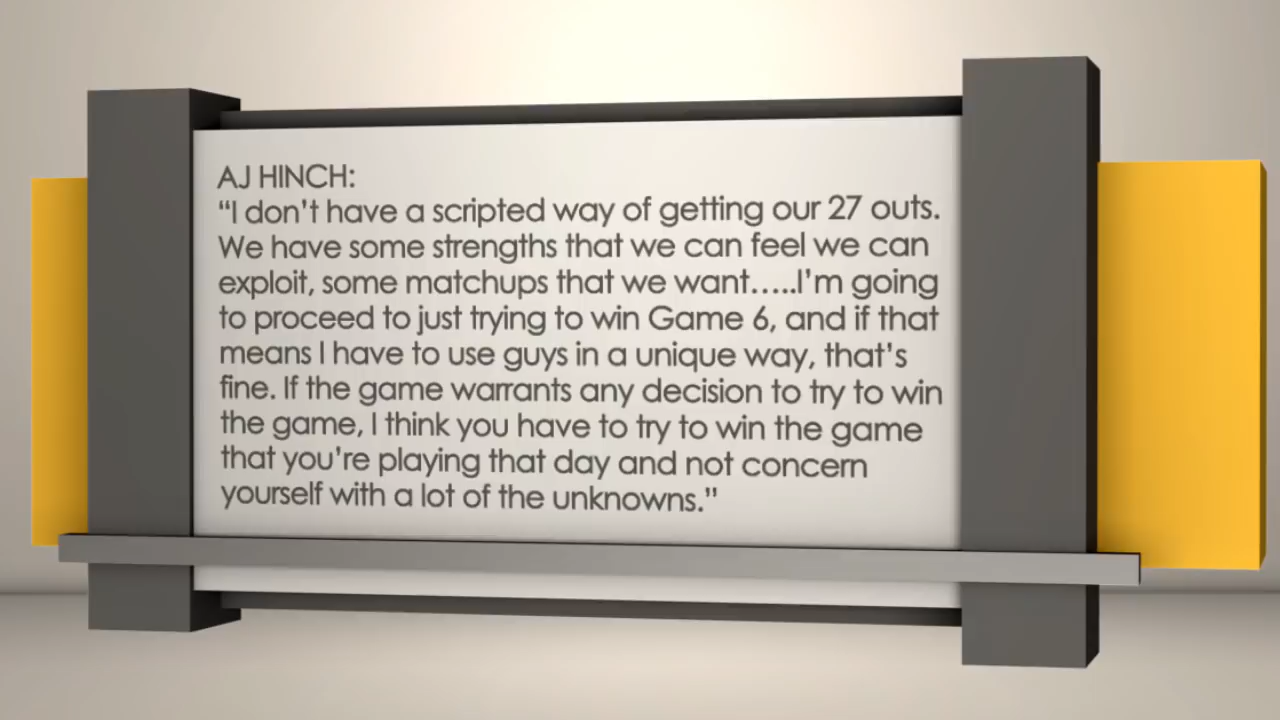 AJ HINCH:
“I don’t have a scripted way of getting our 27 outs.
We have some strengths that we can feel we can
exploit, some matchups that we want…..I’m going
to proceed to just trying to win Game 6, and if that
means I have to use guys in a unique way, that’s
fine. If the game warrants any decision to try to win
the game, I think you have to try to win the game
that you’re playing that day and not concern
yourself with a lot of the unknowns.”